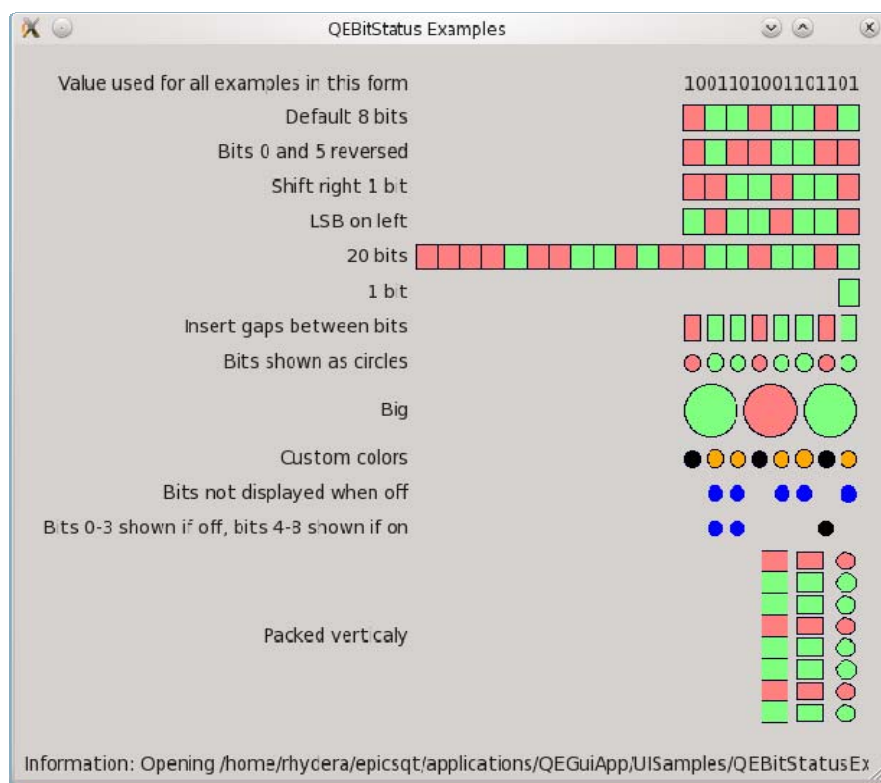 QEBitStatus Examples
Value used for all examples in this form 1001101001101101
Default 8 bits
Bits 0 and 5 reversed
Shift right 1 bit
LSB on left
20 bits
1 bit
Insert gaps between bits
Bits shown as circles
Big
Custom colors
Bits not displayed when off
Bits 0-3 shown if off, bits 4-8 shown if on
Packed verticaly
Information: Opening /home/rhydera/epicsqt/applications/QEGuiApp/UISamples/QEBitStatusEx